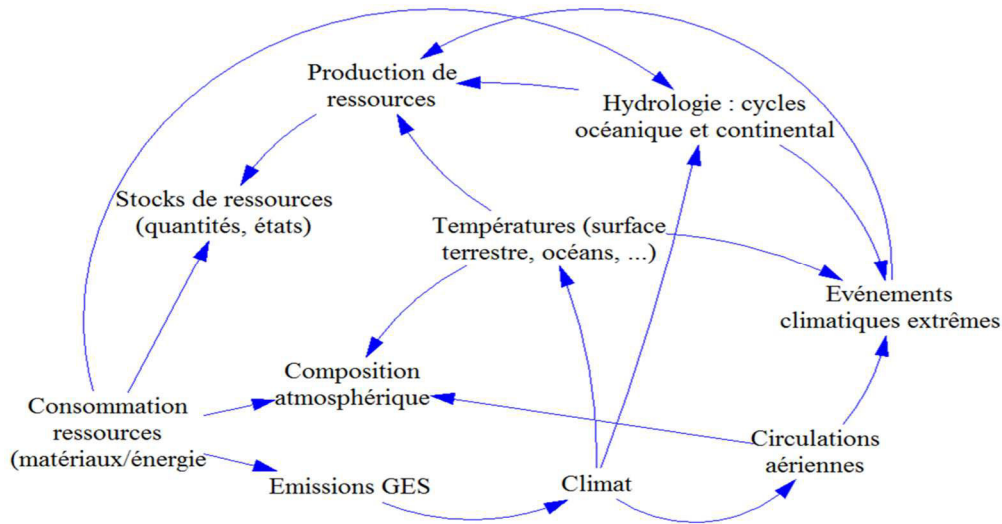 Production de
ressources
Hydrologie : cycles
océanique et continental
Stocks de ressources
(quantités, états)
Températures (surface
terrestre, océans, ...)
Evénements
climatiques extrêmes
Composition
atmosphérique
Consommation
ressources
(matériaux/énergie
Circulations
aériennes
Emissions GES
Climat